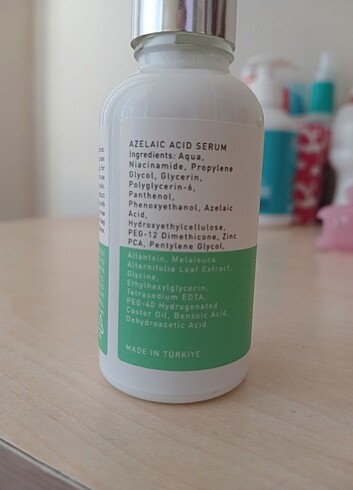 AZELAIC ACID SERUM
Ingredients: Aqua,
Niacinamide, Propylene
Glycol, Glycerin,
Polyglycerin-6,
Panthenol,
Phenoxyethanol, Azelaic
Acid,
Hydroxyethylcellulose,
PEG-12 Dimethicone, Zinc
PCA, Pentylene Glycol,
Allantoin, Melaleuca
Alternifolia Leaf Extract,
Glycine,
Ethylhexylglycerin,
Tetrasodium EDTA,
PEG-40 Hydrogenated
Castor Oil, Benzoic Acid,
Dehydroacetic Acid.
MADE IN TÜRKİYE